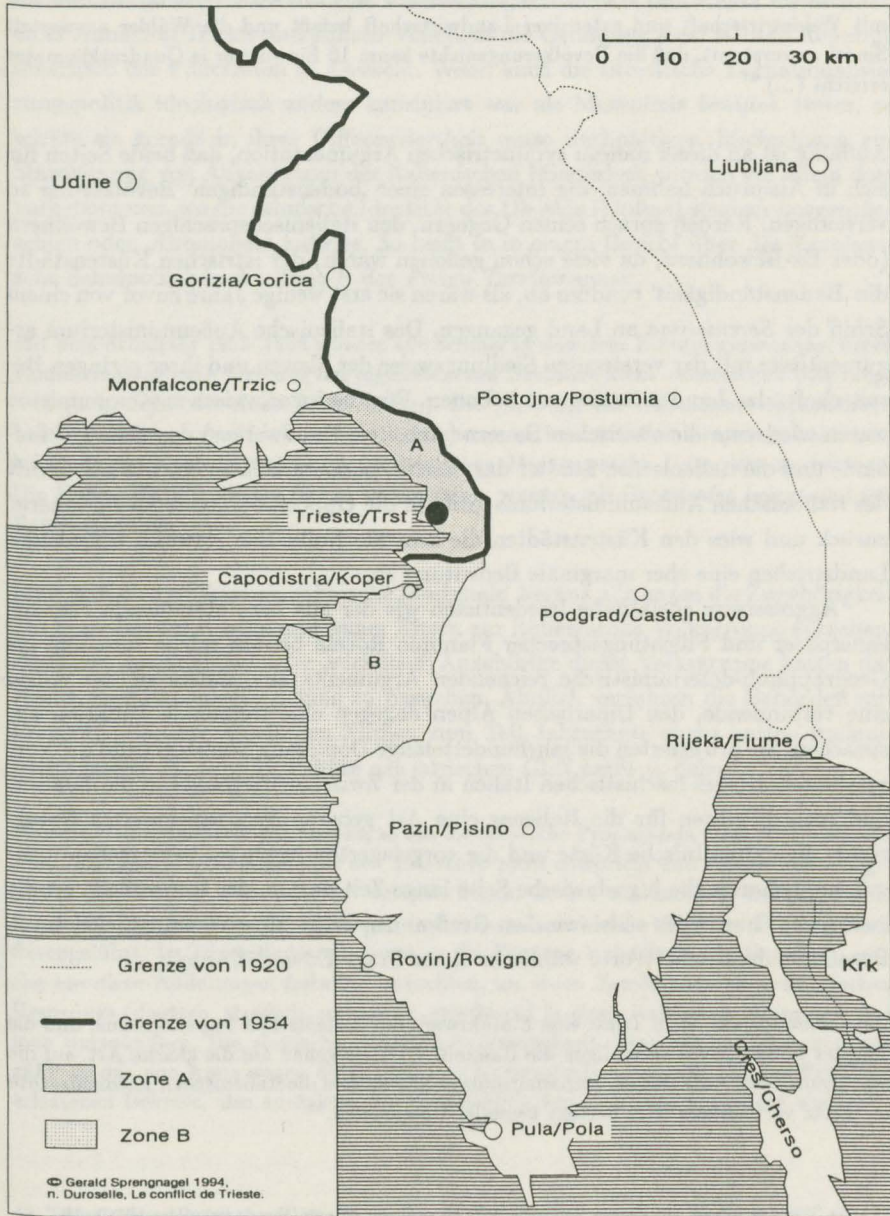 0 10 20 30 km
Udine
Ljubljana
Gorizia/Gorica
Monfalcone/Trzic
Postojna/Postumia
A
Trieste/Trst
Capodistria/Koper
Podgrad/Castelnuovo
B
Rijeka/Fiume
Pazin/Pisino
Rovinj/Rovigno
Krk
Cres/Cherso
Pula/Pola
Grenze von 1920
Grenze von 1954
Zone A
Zone B
© Gerald Sprengnagel 1994,
n. Duroselle, Le conflict de Trieste.